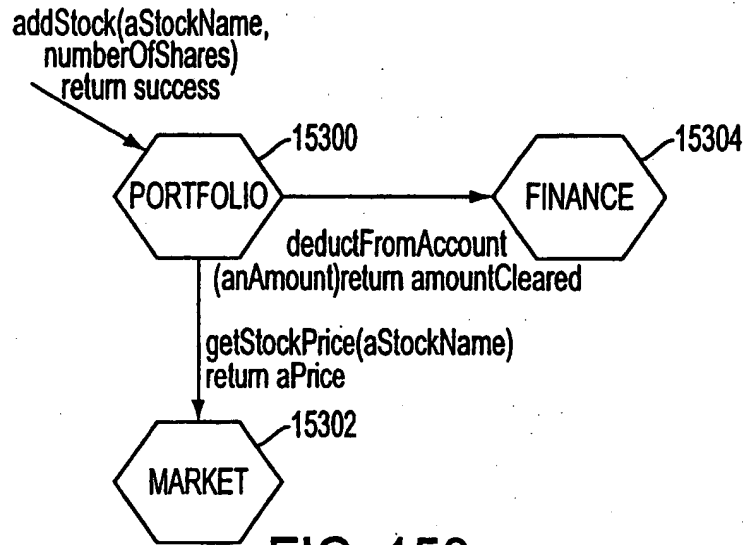 addStock(aStockName,
numberOfShares)
return success
15300
15304
PORTFOLIO
FINANCE
deductFromAccount
(anAmount)return amountCleared
getStockPrice(aStockName)
return aPrice
15302
MARKET